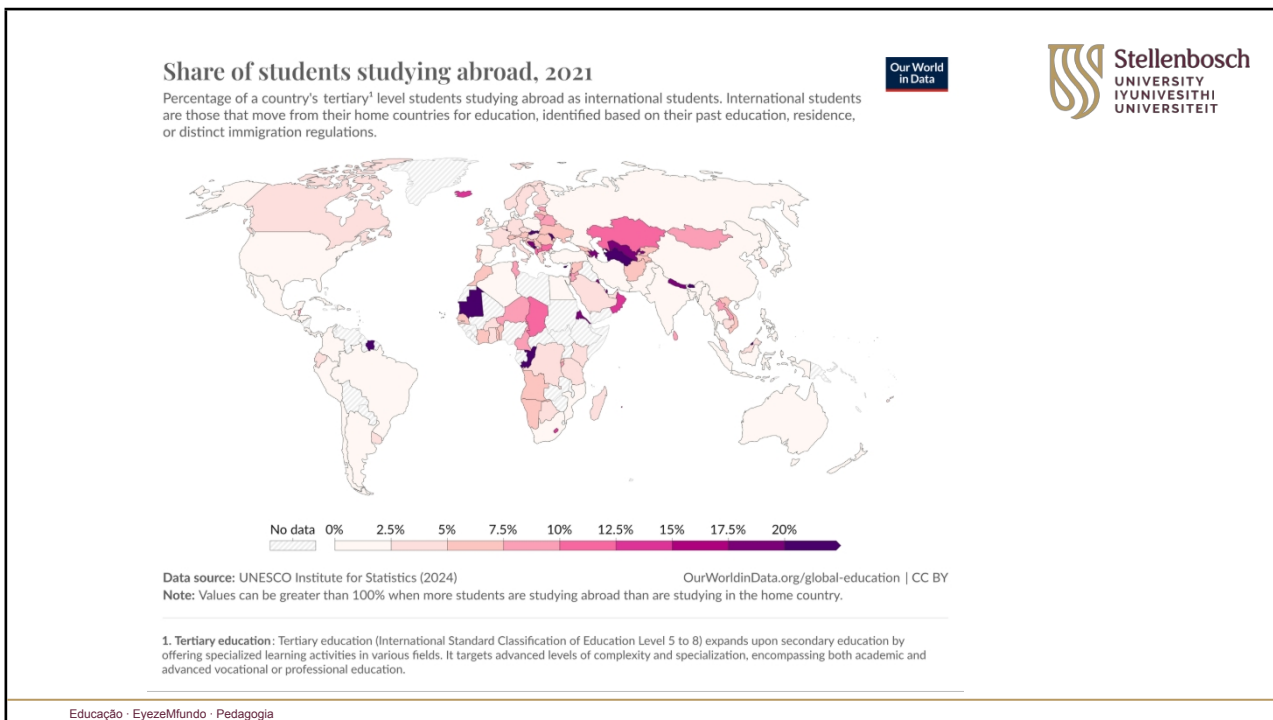 Share of students studying abroad, 2021
Our World
in Data
Percentage of a country's tertiary¹ level students studying abroad as international students. International students
are those that move from their home countries for education, identified based on their past education, residence,
or distinct immigration regulations.
Stellenbosch
UNIVERSITY
IYUNIVESITHI
UNIVERSITEIT
No data 0% 2.5% 5% 7.5% 10% 12.5% 15% 17.5% 20%
Data source: UNESCO Institute for Statistics (2024) OurWorldinData.org/global-education | CC BY
Note: Values can be greater than 100% when more students are studying abroad than are studying in the home country.
1. Tertiary education: Tertiary education (International Standard Classification of Education Level 5 to 8) expands upon secondary education by
offering specialized learning activities in various fields. It targets advanced levels of complexity and specialization, encompassing both academic and
advanced vocational or professional education.
Educação · EyezeMfundo · Pedagogia